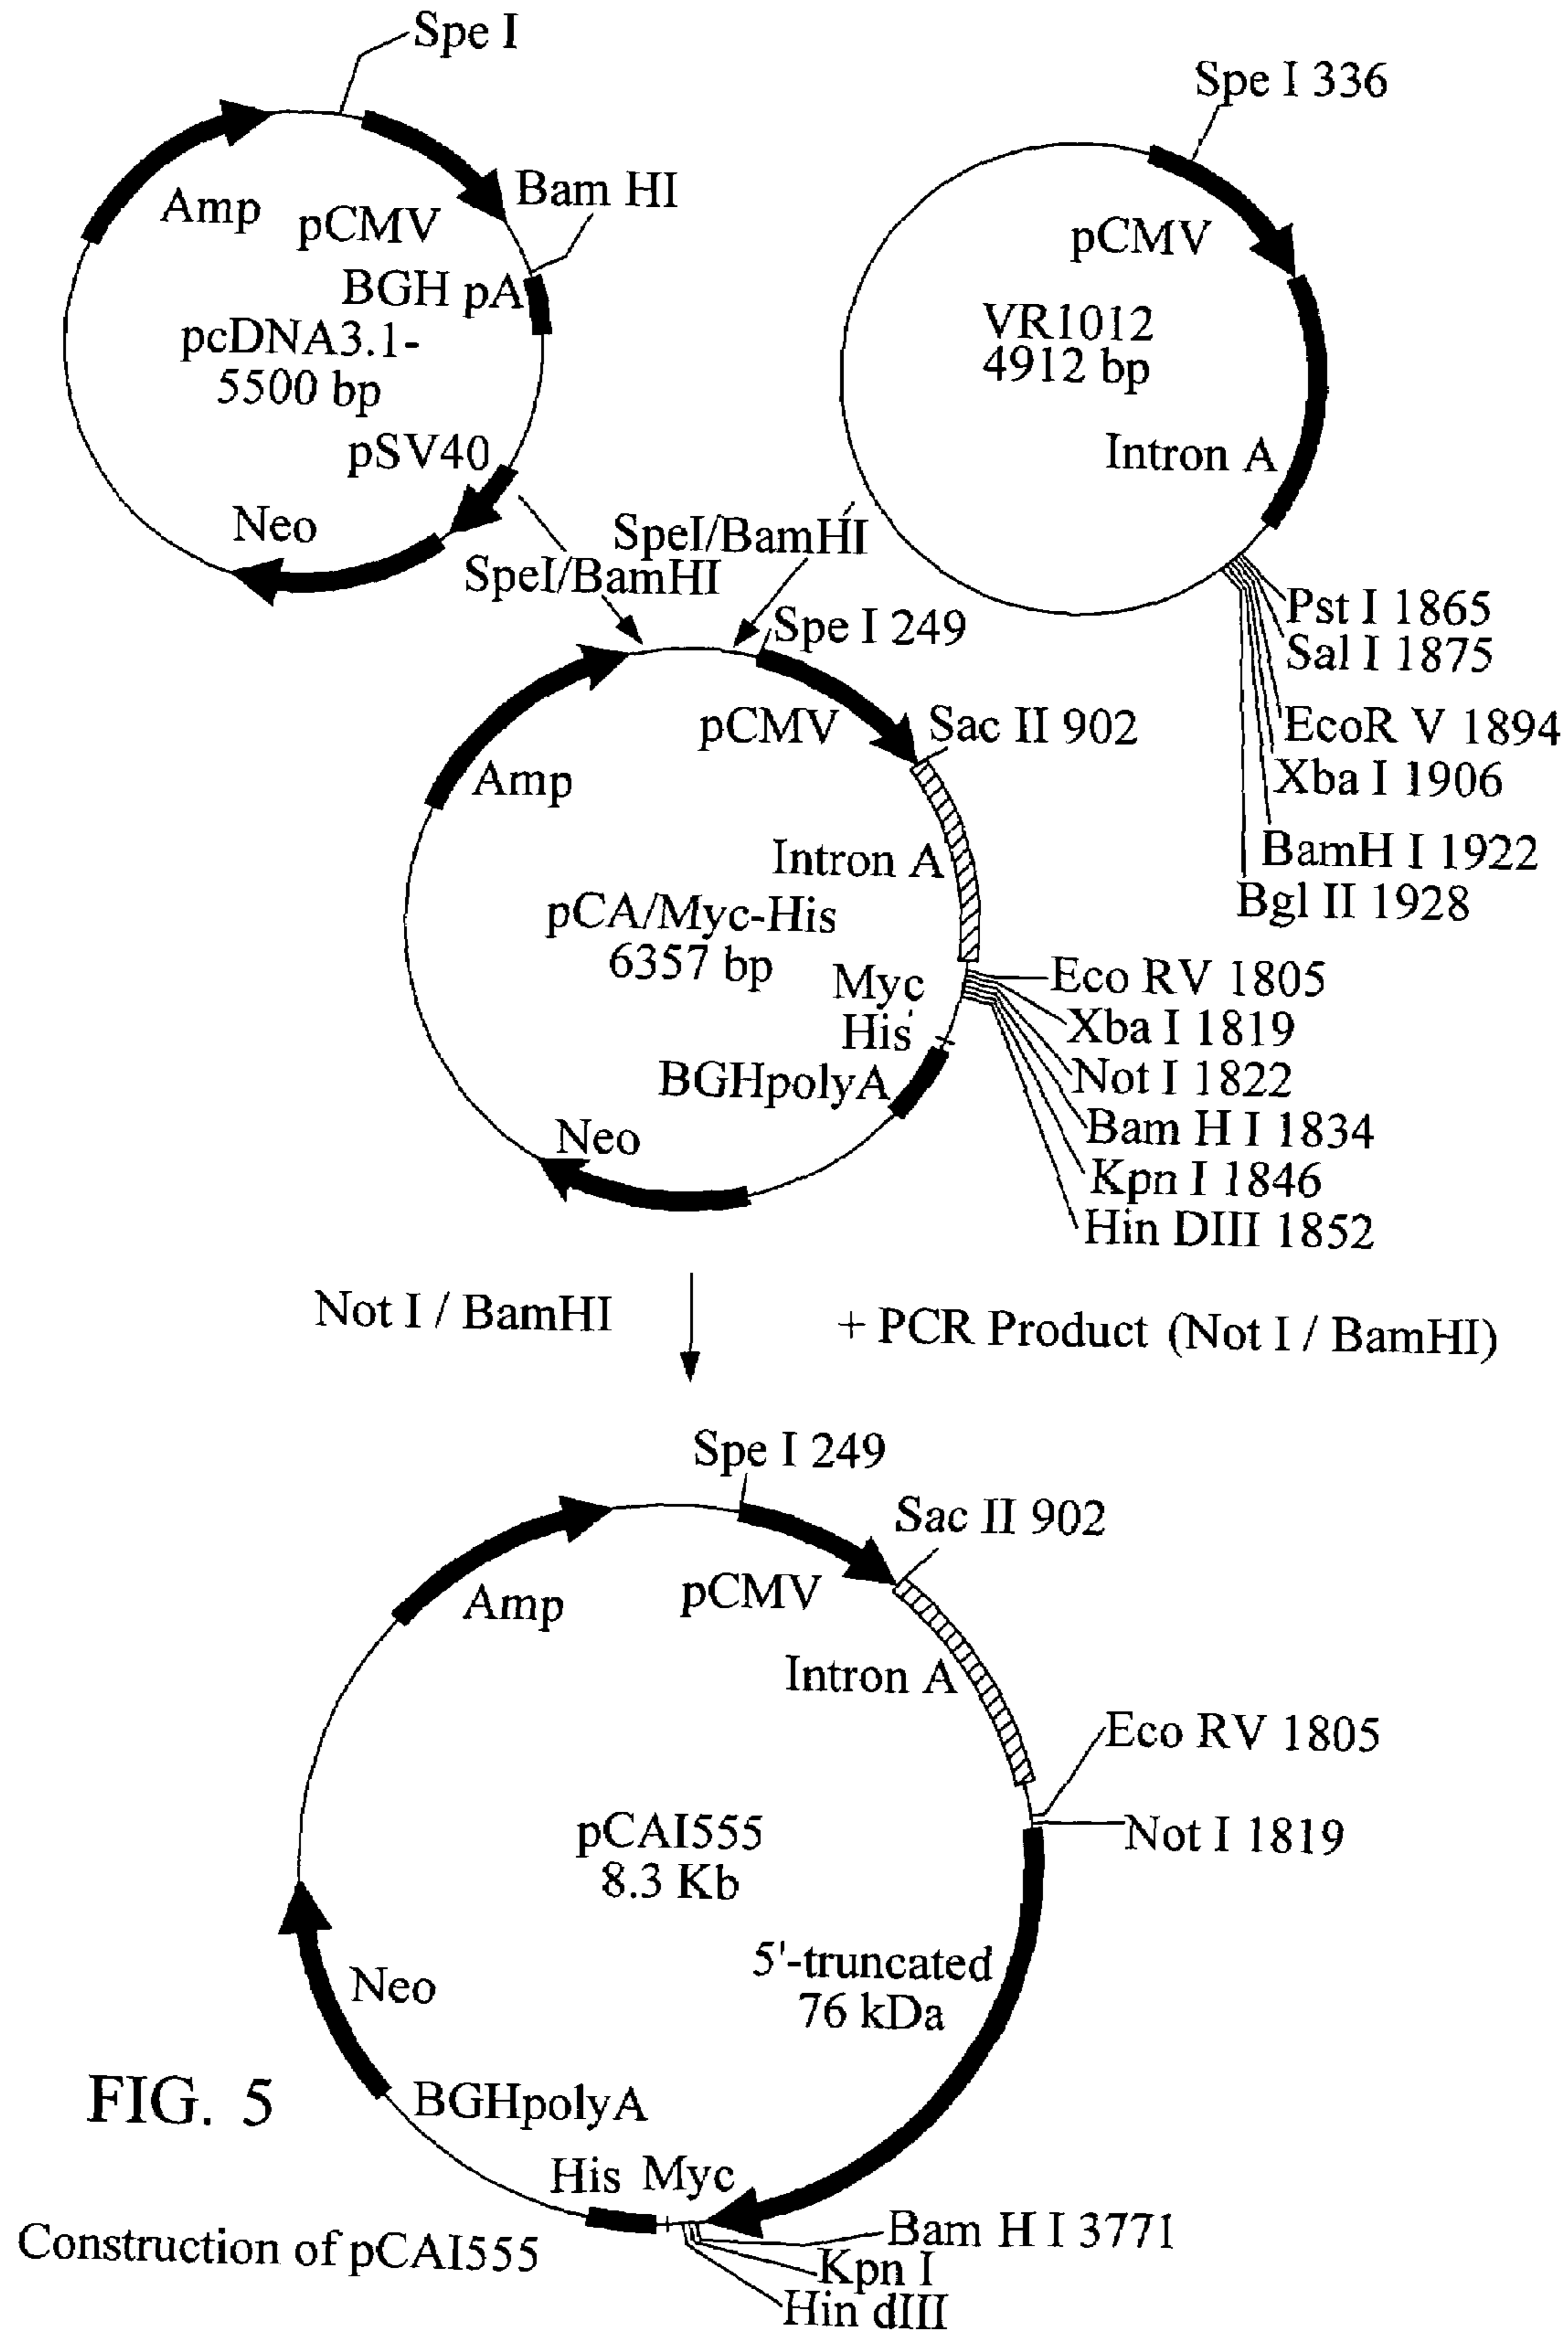 Spe I
Amp
pCMV
Bam HI
BGH pA
pcDNA3.1-
5500 bp
pSV40
Neo
SpeI/BamHI
Spe I 336
pCMV
VR1012
4912 bp
Intron A
SpeI/BamHI
Pst I 1865
Sal I 1875
EcoR V 1894
Xba I 1906
BamH I 1922
Bgl II 1928
Spe I 249
pCMV
Sac II 902
Amp
Intron A
pCA/Myc-His
6357 bp
Myc
His
BGHpolyA
Neo
Eco RV 1805
Xba I 1819
Not I 1822
Bam H I 1834
Kpn I 1846
Hin DIII 1852
Not I / BamHI
+ PCR Product (Not I / BamHI)
Spe I 249
Sac II 902
Amp
pCMV
Intron A
Eco RV 1805
Not I 1819
pCAI555
8.3 Kb
5'-truncated
76 kDa
Neo
BGHpolyA
His Myc
Bam H I 3771
Kpn I
Hin dIII
FIG. 5
Construction of pCAI555